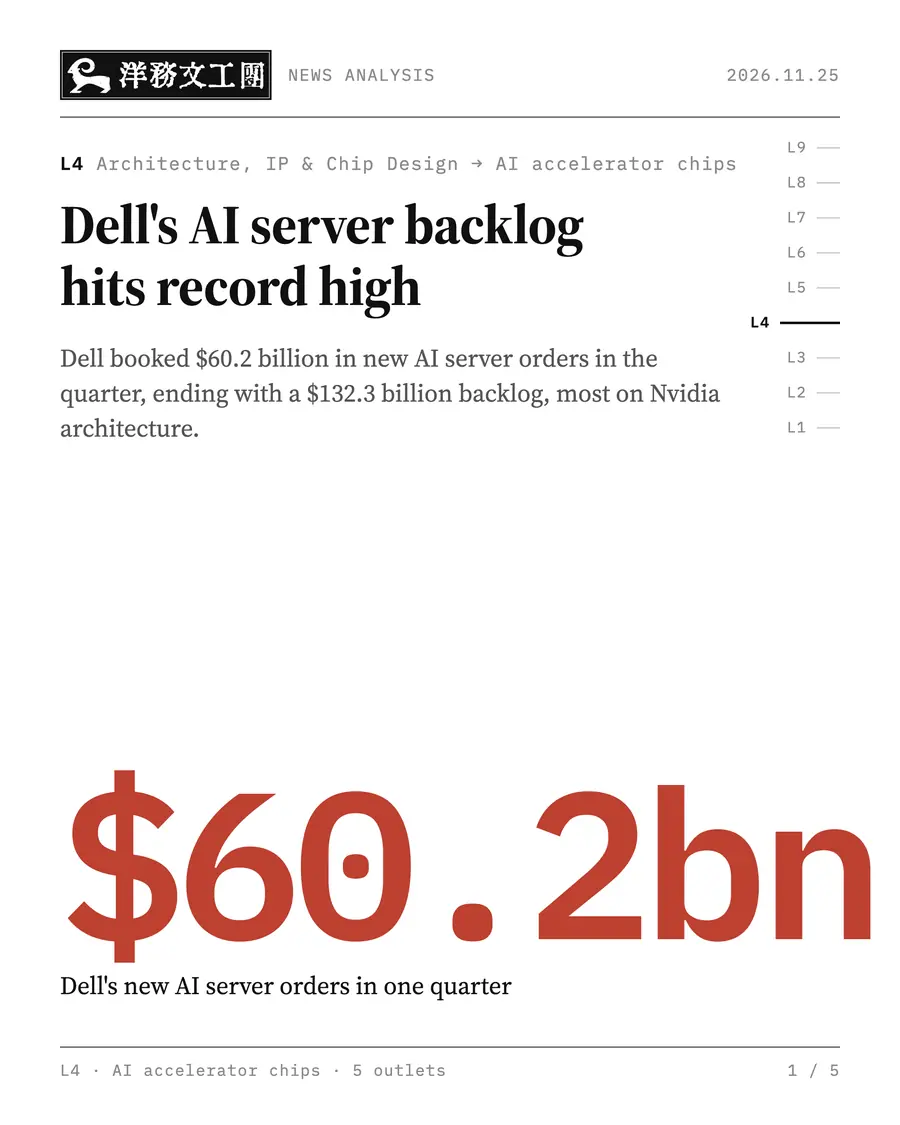 洋務文工團 NEWS ANALYSIS 2026.11.25
L4 Architecture, IP & Chip Design → AI accelerator chips
Dell's AI server backlog
hits record high
Dell booked $60.2 billion in new AI server orders in the
quarter, ending with a $132.3 billion backlog, most on Nvidia
architecture.
L9
L8
L7
L6
L5
L4
L3
L2
L1
$60.2bn
Dell's new AI server orders in one quarter
L4 · AI accelerator chips · 5 outlets 1 / 5